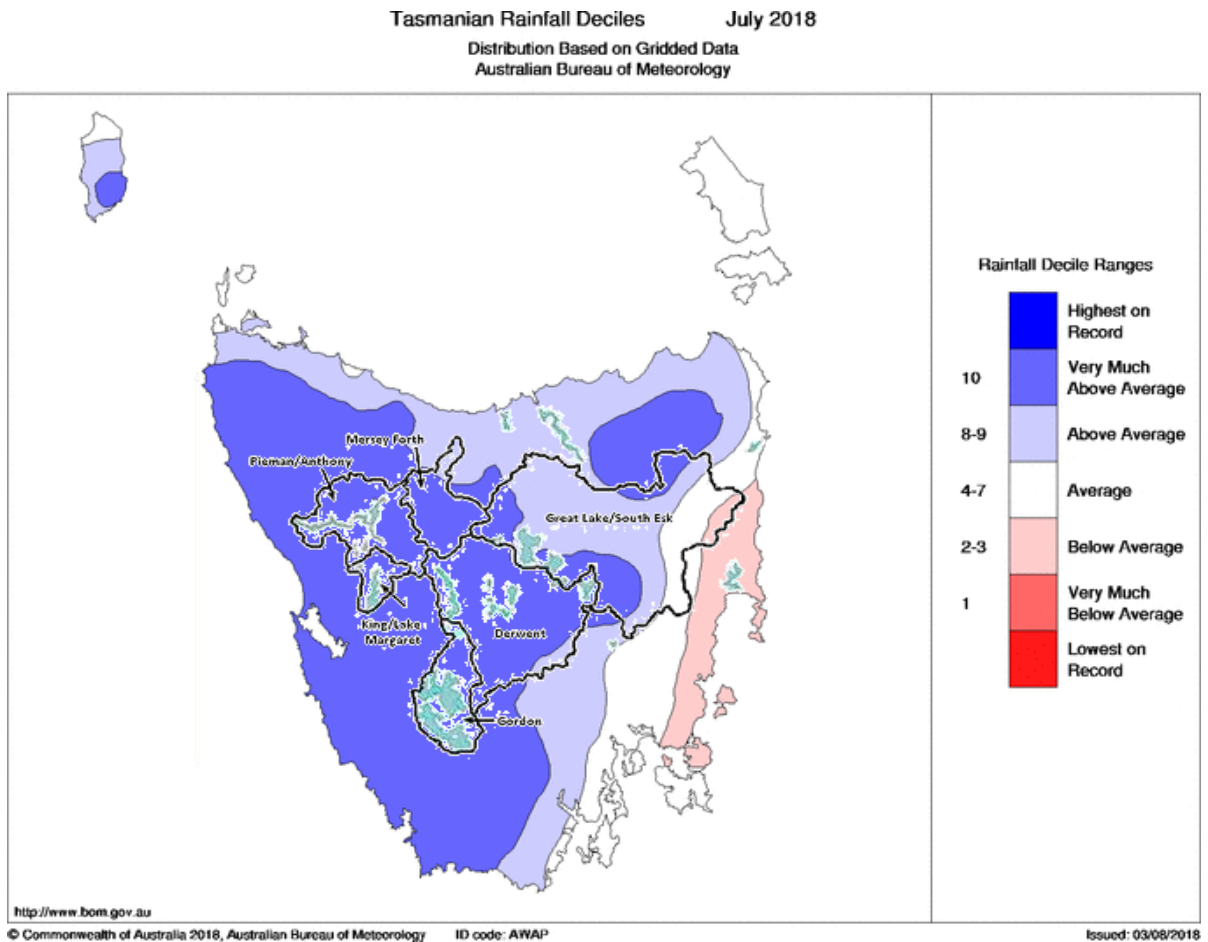 Tasmanian Rainfall Deciles July 2018
Distribution Based on Gridded Data
Australian Bureau of Meteorology
Rainfall Decile Ranges
Highest on
Record
10 Very Much
Above Average
8-9 Above Average
4-7 Average
2-3 Below Average
1 Very Much
Below Average
Lowest on
Record
Mersey Forth
Pieman/Anthony
Great Lake/South Esk
King/Lake
Margaret
Derwent
Gordon
http://www.bom.gov.au
© Commonwealth of Australia 2018, Australian Bureau of Meteorology ID code: AWAP Issued: 03/08/2018